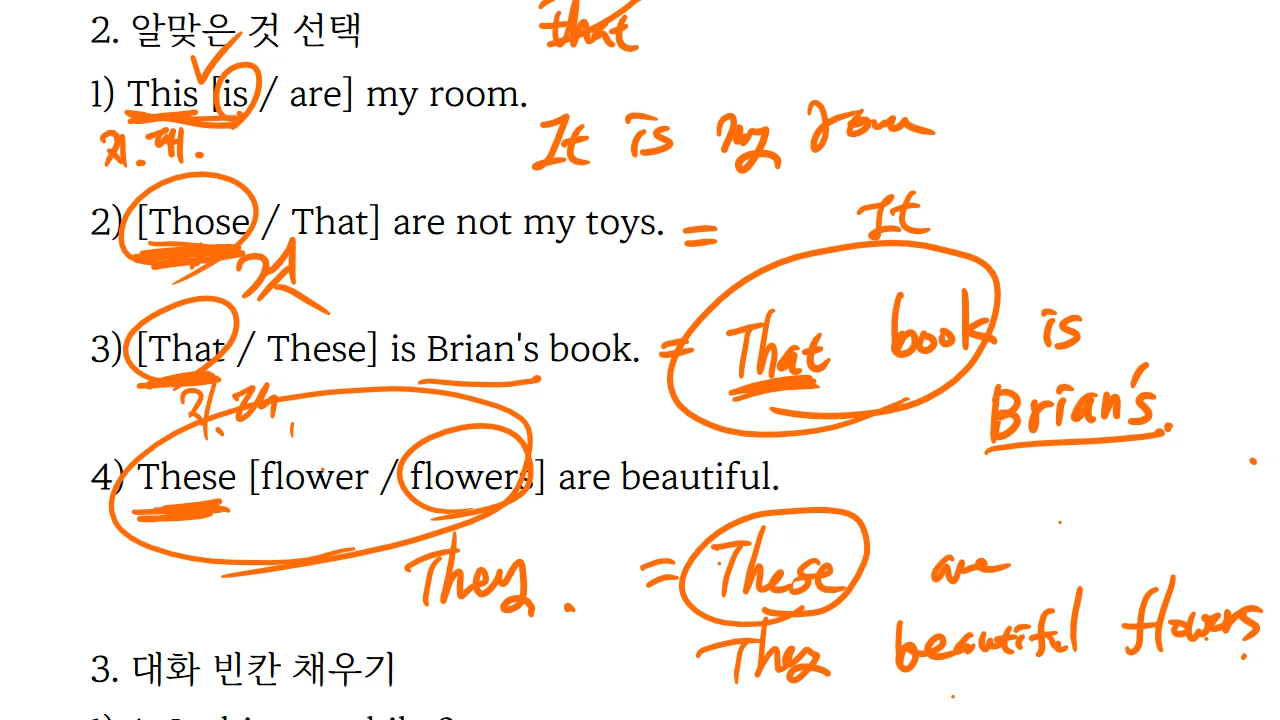 2. 알맞은 것 선택
that
1) This [is / are] my room.
지.대.
It is my room
2) [Those / That] are not my toys. =
것
It
3) [That / These] is Brian's book. = That book is
Brian's.
지.대.
4) These [flower / flowers] are beautiful.
They.
= These are
They beautiful flowers.
3. 대화 빈칸 채우기